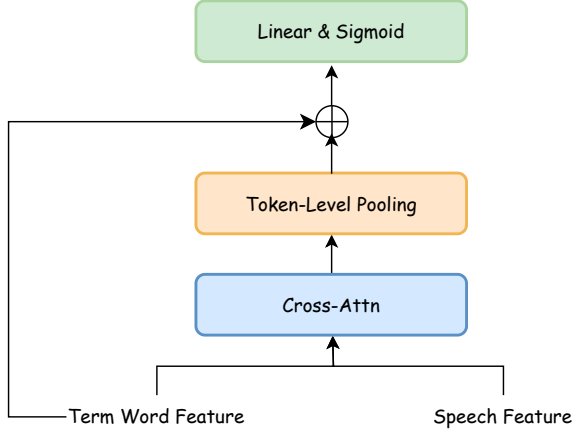 Linear & Sigmoid
Token-Level Pooling
Cross-Attn
Term Word Feature
Speech Feature